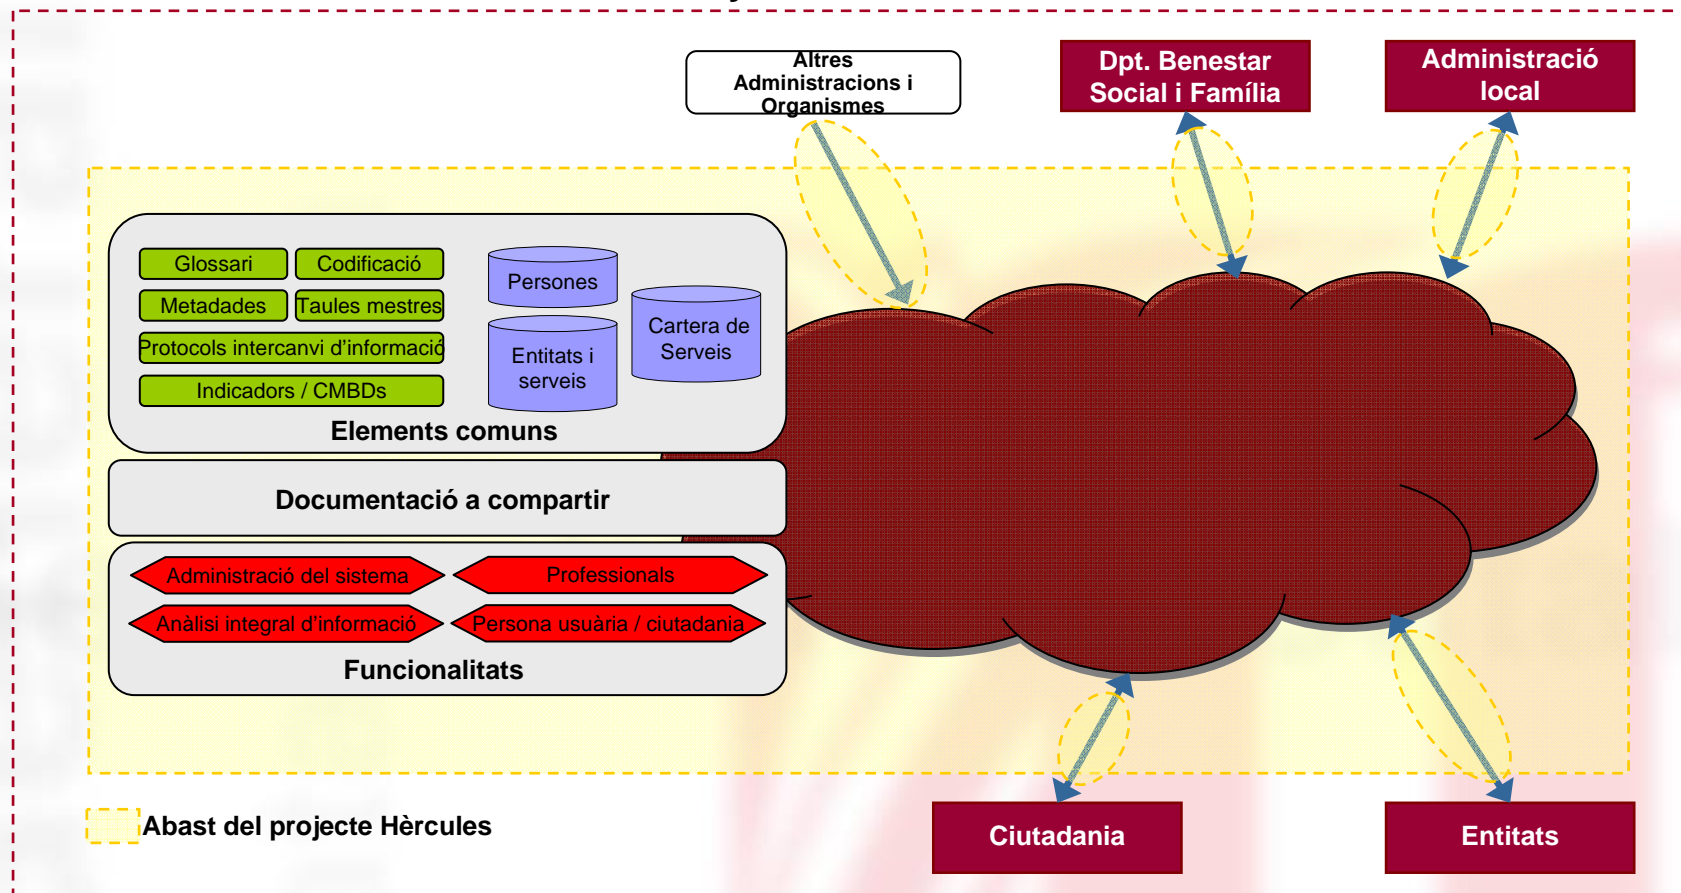 Altres
Administracions i
Organismes
Dpt. Benestar
Social i Família
Administració
local
Glossari
Codificació
Metadades
Taules mestres
Protocols intercanvi d'informació
Indicadors / CMBDs
Persones
Entitats i
serveis
Cartera de
Serveis
Elements comuns
Documentació a compartir
Administració del sistema
Professionals
Anàlisi integral d'informació
Persona usuària / ciutadania
Funcionalitats
Abast del projecte Hèrcules
Ciutadania
Entitats